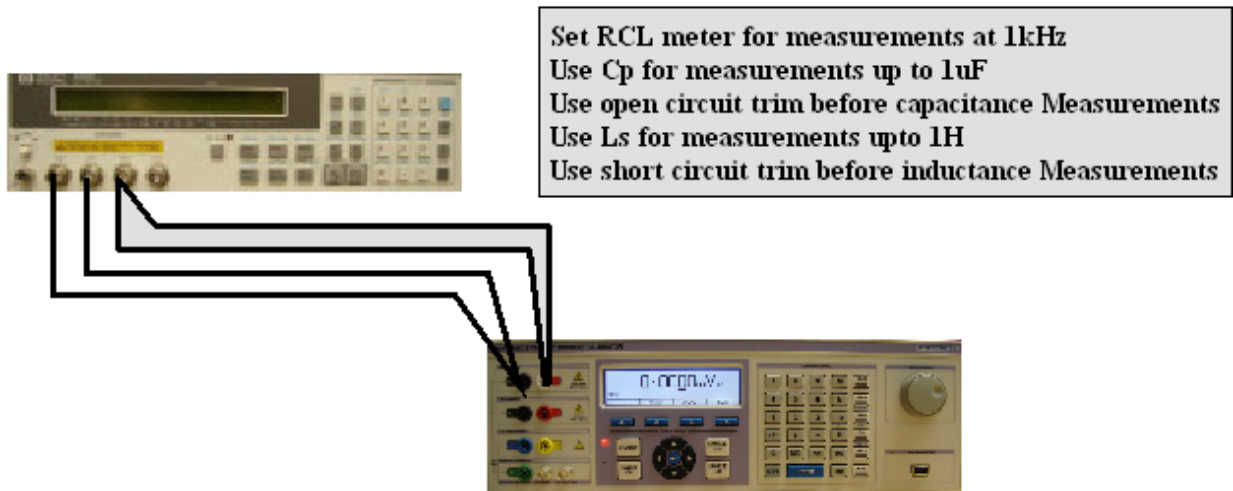 Set RCL meter for measurements at 1kHz
Use Cp for measurements up to 1uF
Use open circuit trim before capacitance Measurements
Use Ls for measurements upto 1H
Use short circuit trim before inductance Measurements